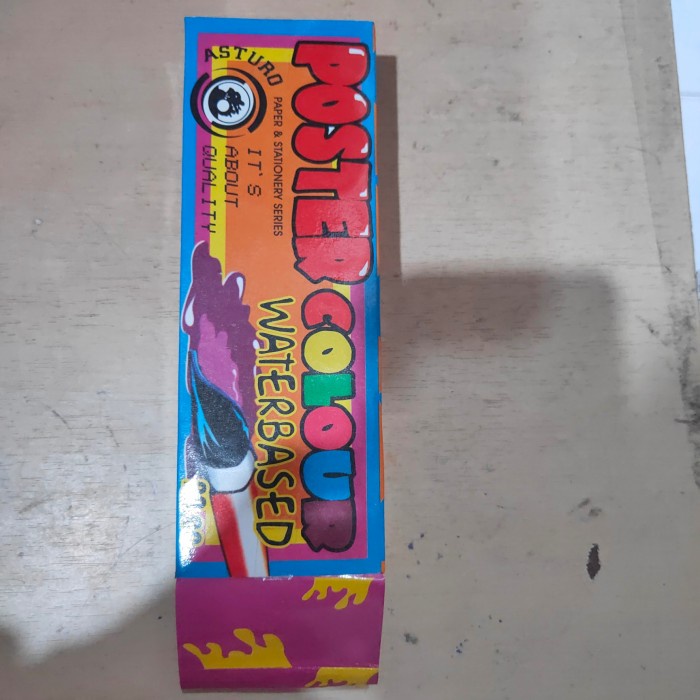 ASTURO
PAPER & STATIONERY SERIES
IT'S
ABOUT
QUALITY
POSTER COLOUR
WATERBASED